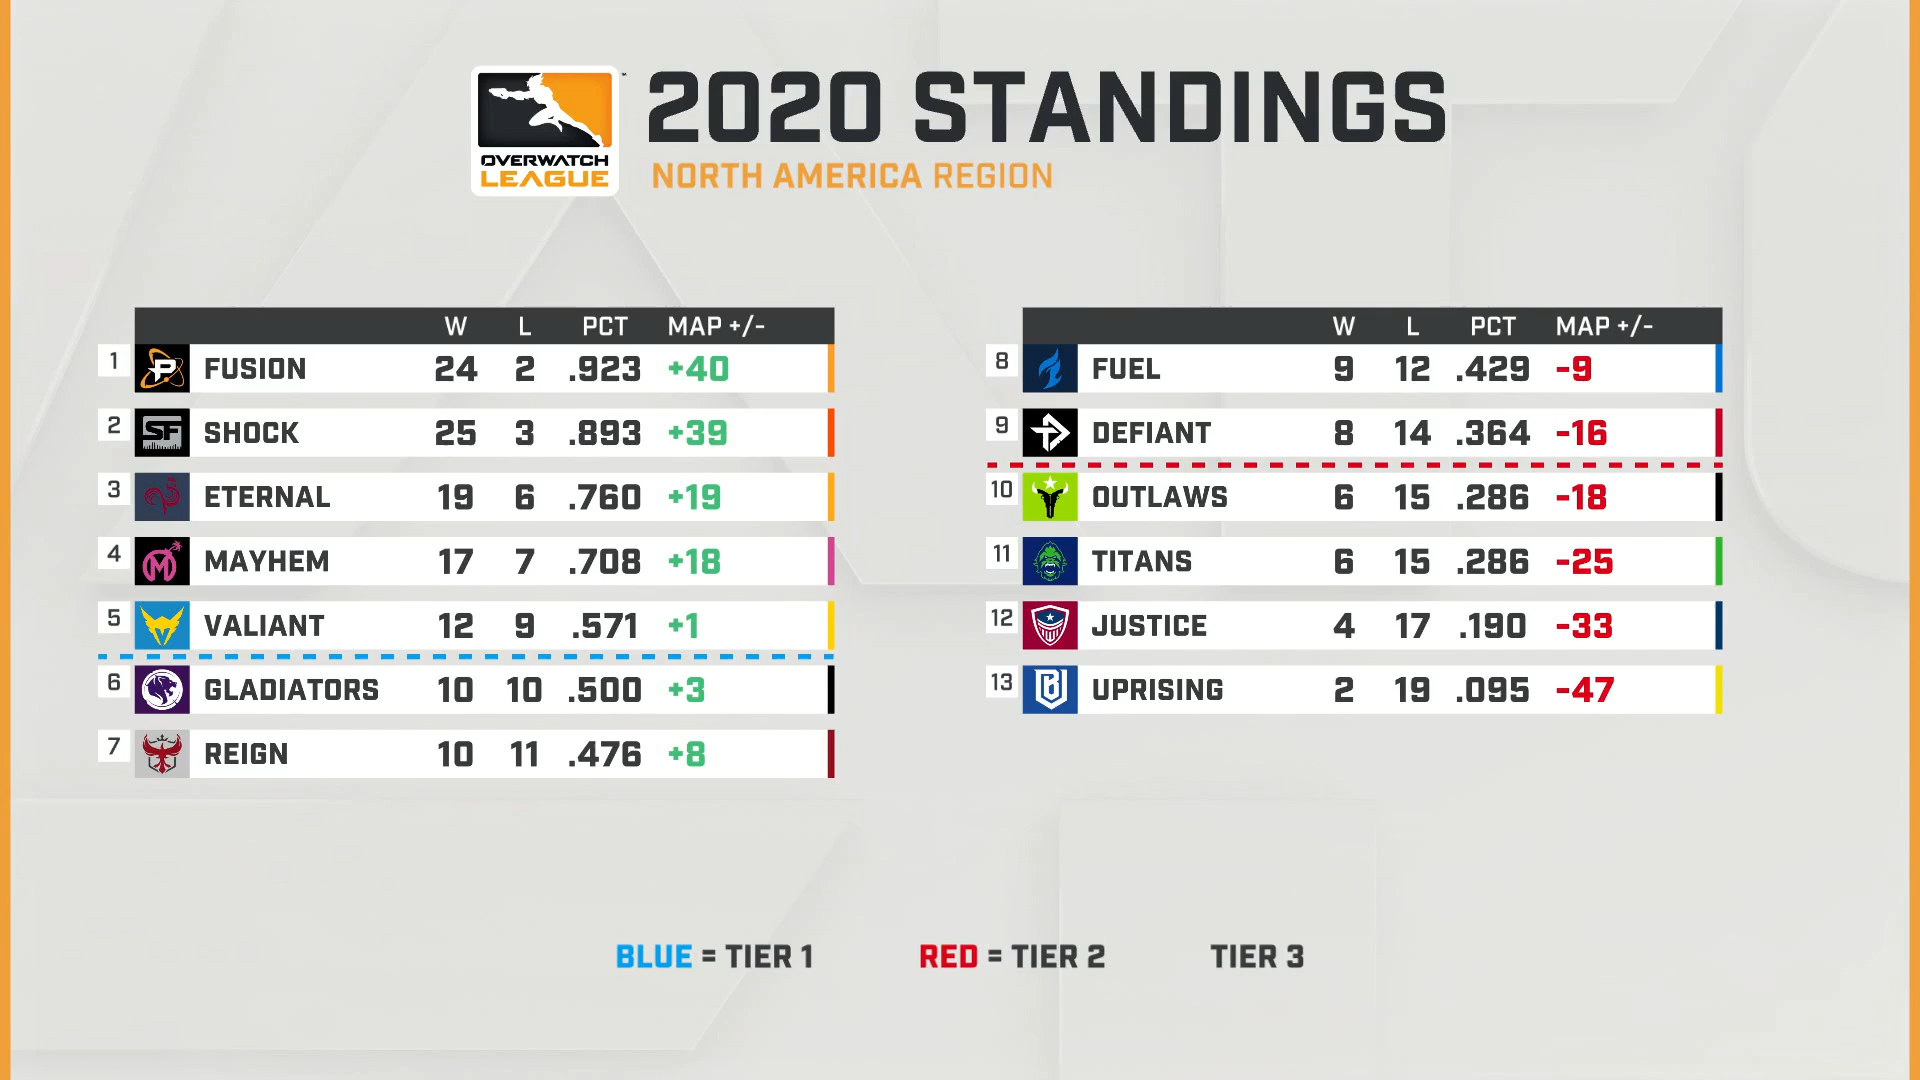 OVERWATCH
LEAGUE
™
2020 STANDINGS
NORTH AMERICA REGION
W L PCT MAP +/-
1 FUSION 24 2 .923 +40
2 SF SHOCK 25 3 .893 +39
3 ETERNAL 19 6 .760 +19
4 MAYHEM 17 7 .708 +18
5 VALIANT 12 9 .571 +1
6 GLADIATORS 10 10 .500 +3
7 REIGN 10 11 .476 +8
W L PCT MAP +/-
8 FUEL 9 12 .429 -9
9 DEFIANT 8 14 .364 -16
10 OUTLAWS 6 15 .286 -18
11 TITANS 6 15 .286 -25
12 JUSTICE 4 17 .190 -33
13 UPRISING 2 19 .095 -47
BLUE = TIER 1 RED = TIER 2 TIER 3